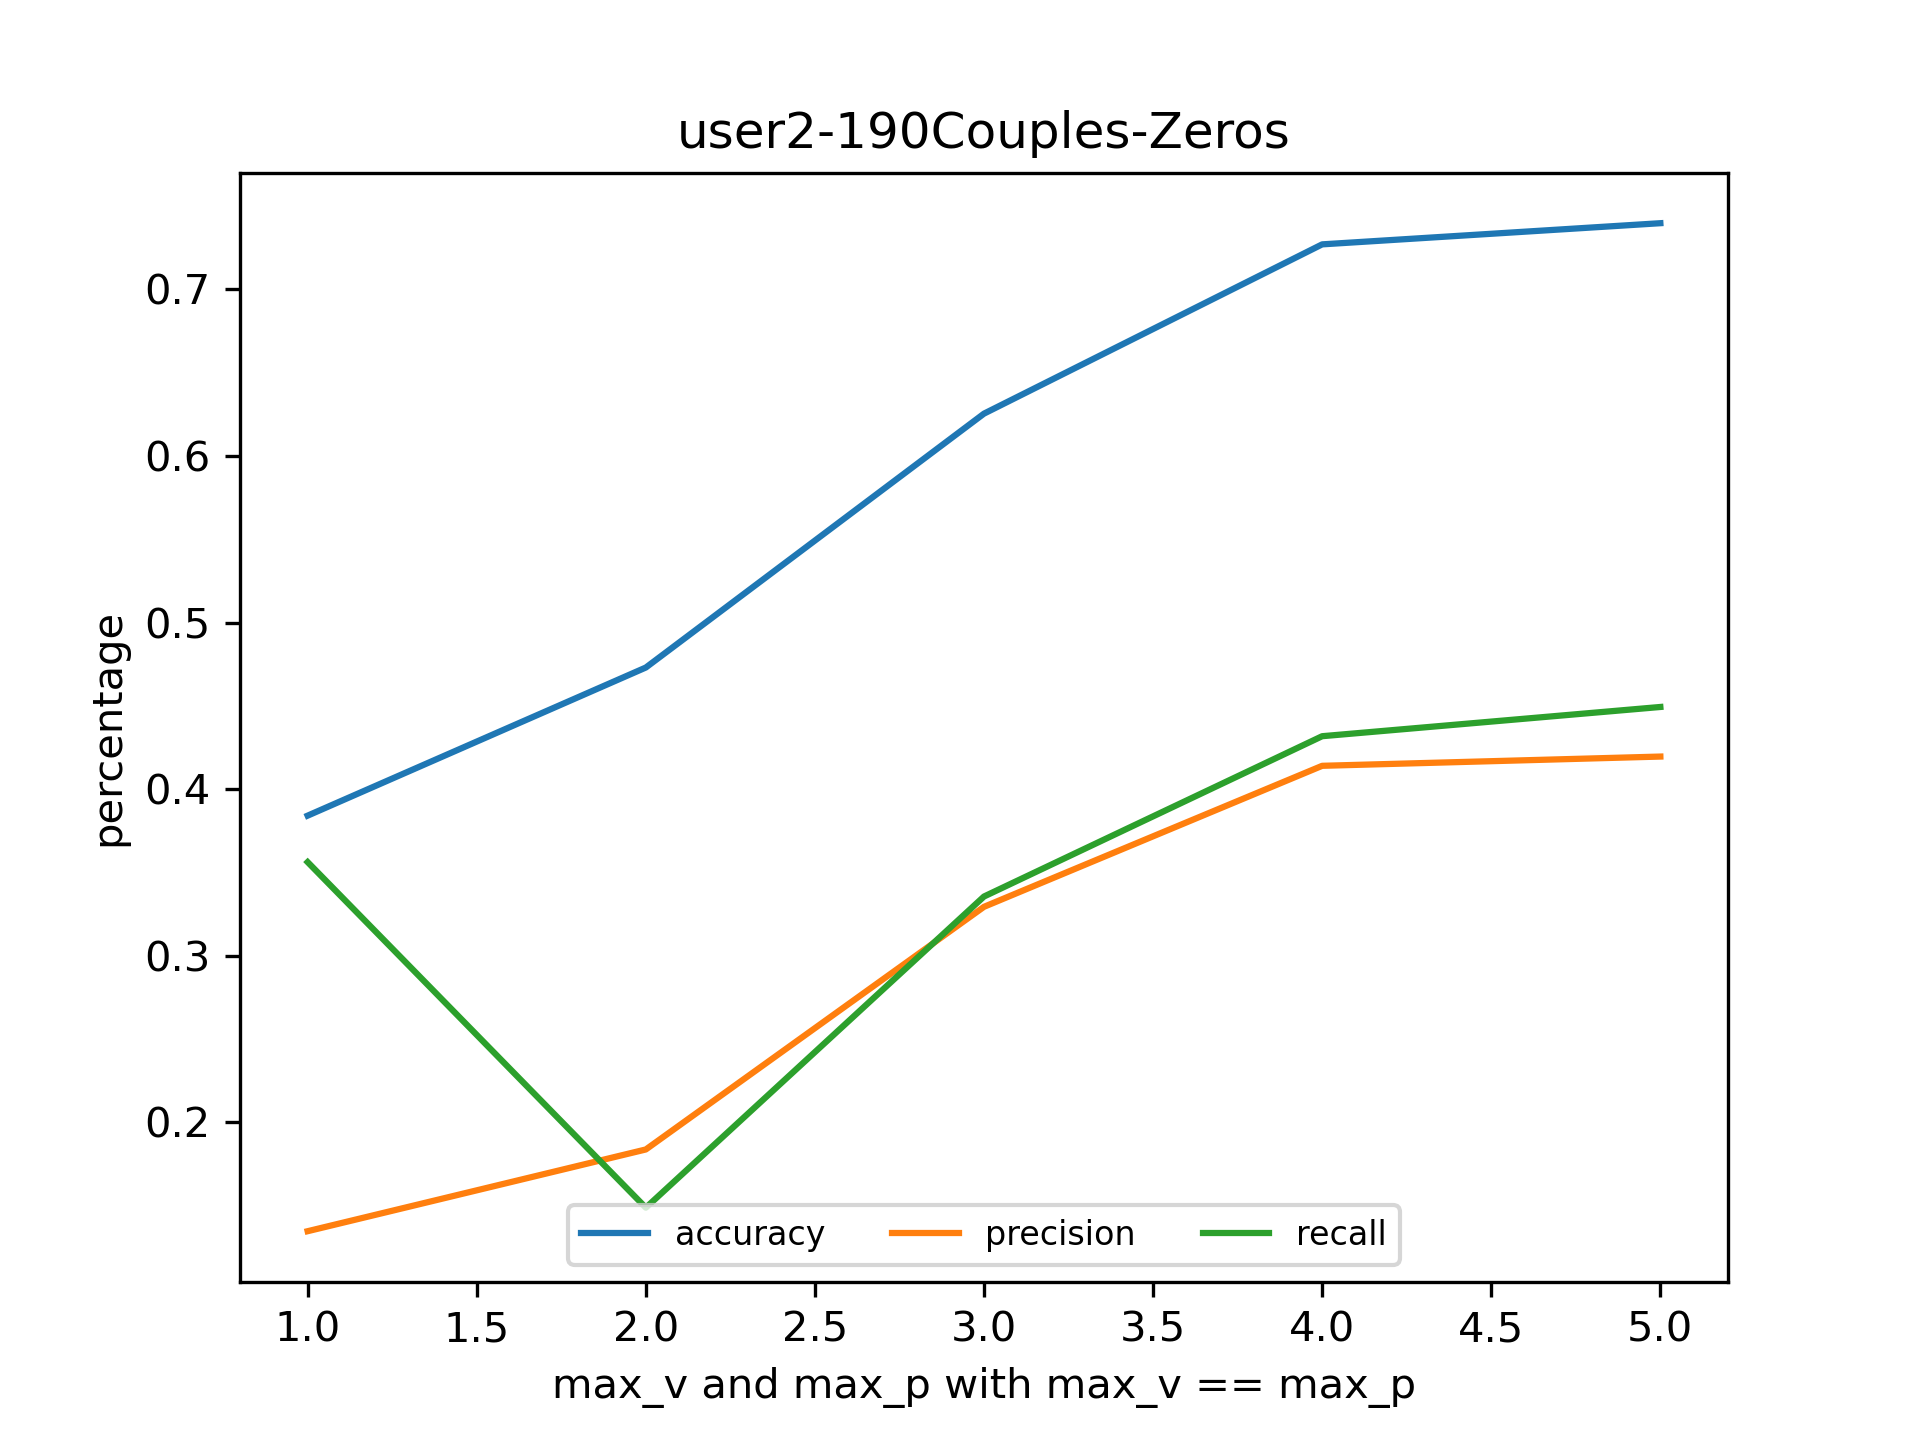 user2-190Couples-Zeros
percentage
0.7
0.6
0.5
0.4
0.3
0.2
accuracy precision recall
1.0 1.5 2.0 2.5 3.0 3.5 4.0 4.5 5.0
max_v and max_p with max_v == max_p